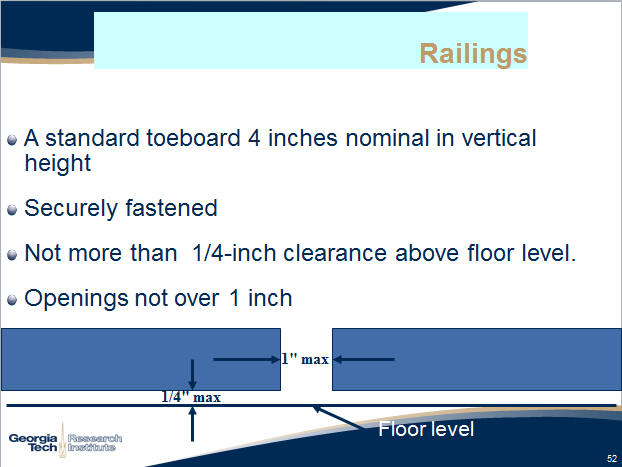 Railings
A standard toeboard 4 inches nominal in vertical
height
Securely fastened
Not more than 1/4-inch clearance above floor level.
Openings not over 1 inch
1" max
1/4" max
Floor level
Georgia Research
Tech Institute
52